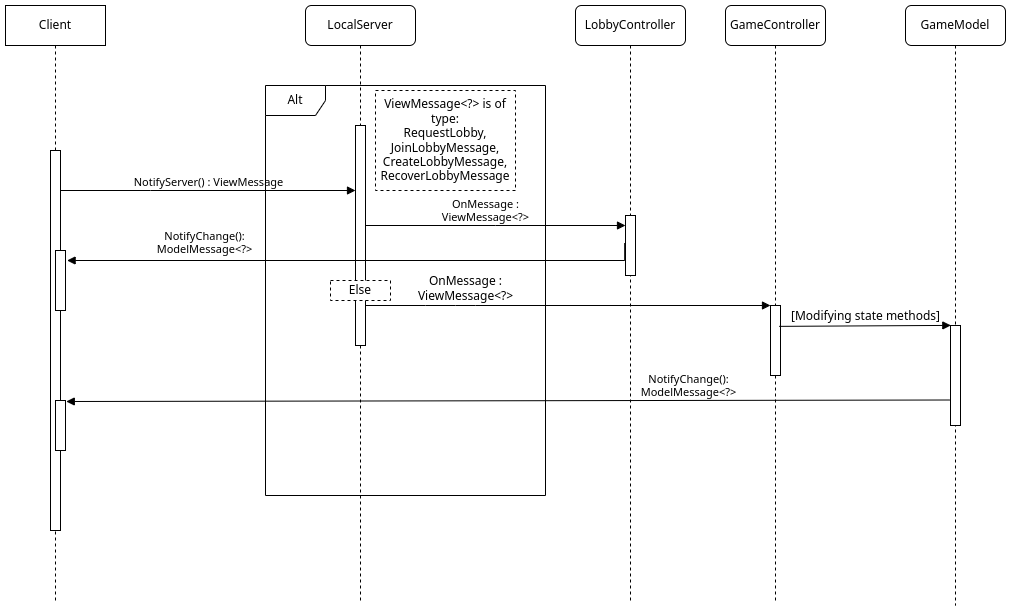 Client
LocalServer
LobbyController
GameController
GameModel
Alt
ViewMessage<?> is of
type:
RequestLobby,
JoinLobbyMessage,
CreateLobbyMessage,
RecoverLobbyMessage
NotifyServer() : ViewMessage
OnMessage :
ViewMessage<?>
NotifyChange():
ModelMessage<?>
Else
OnMessage :
ViewMessage<?>
[Modifying state methods]
NotifyChange():
ModelMessage<?>